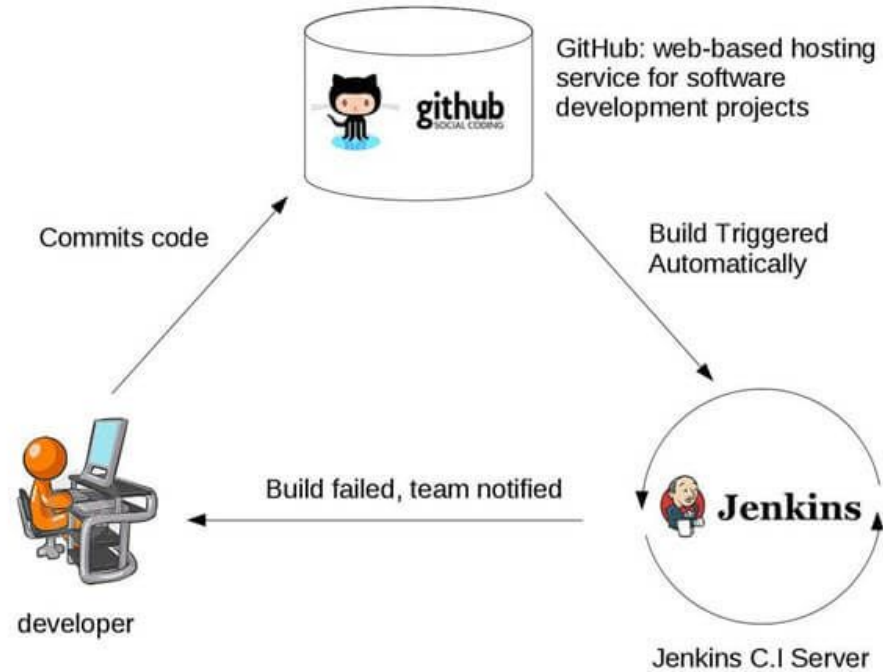 GitHub: web-based hosting
service for software
development projects
github
SOCIAL CODING
Commits code
Build Triggered
Automatically
Build failed, team notified
Jenkins
developer
Jenkins C.I Server